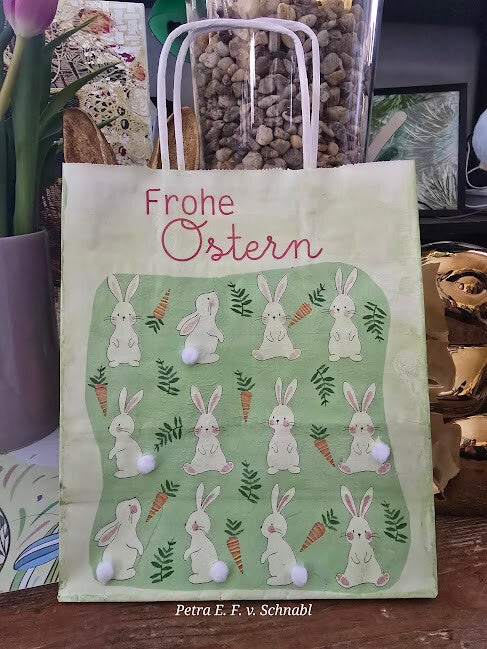 Frohe
Ostern
Petra E. F. v. Schnabl